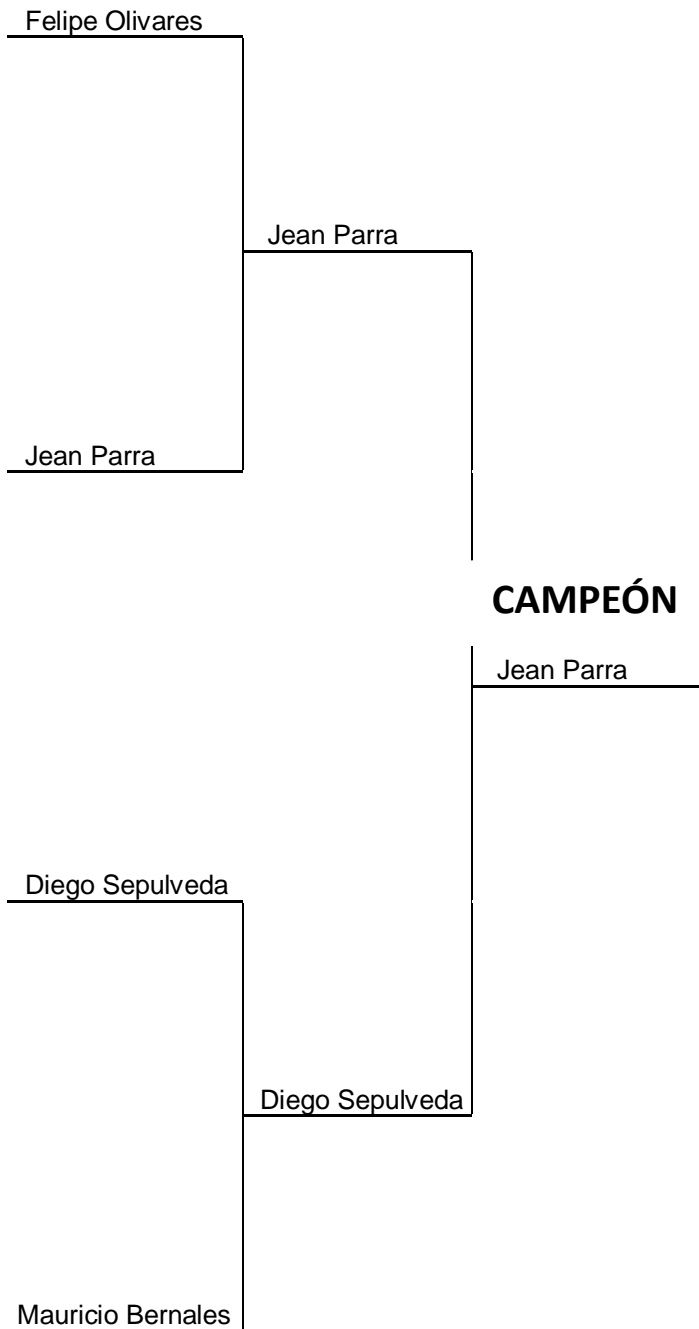 Felipe Olivares
Jean Parra
Jean Parra
CAMPEÓN
Jean Parra
Diego Sepulveda
Diego Sepulveda
Mauricio Bernales